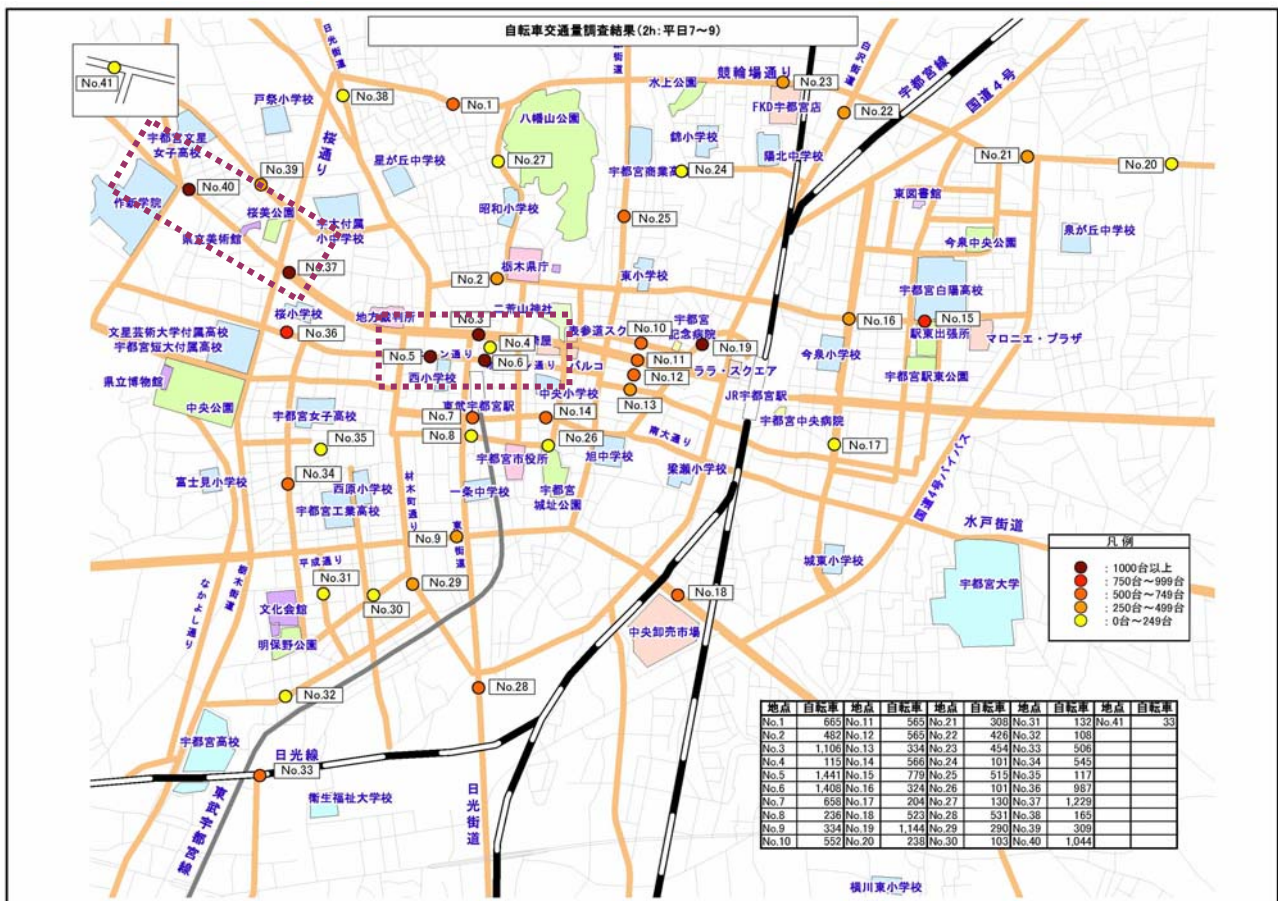 自転車交通量調査結果(2h:平日7～9)
No.41
日光街道
街道
水上公園
競輪場通り
No.23
白沢街道
宇都宮線
国道4号
戸祭小学校
No.38
No.1
八幡山公園
FKD宇都宮店
No.22
宇都宮文星
女子高校
桜通り
星が丘中学校
No.27
錦小学校
陽北中学校
No.21
No.20
No.39
No.40
宇都宮商業高
No.24
東図書館
作新学院
桜美公園
宇大付属
小中学校
昭和小学校
No.25
今泉中央公園
泉が丘中学校
県立美術館
No.37
No.2
栃木県庁
東小学校
宇都宮白陽高校
桜小学校
地方裁判所
二荒山神社
No.3
表参道スク
No.10
宇都宮
記念病院
No.16
No.15
文星芸術大学付属高校
宇都宮短大付属高校
No.36
No.4
No.19
駅東出張所
マロニエ・プラザ
No.5
ン通り
No.6
ル通り
パルコ
No.11
今泉小学校
県立博物館
西小学校
No.12
ララ・スクエア
宇都宮駅東公園
中央公園
中央小学校
No.13
JR宇都宮駅
宇都宮女子高校
東武宇都宮駅
No.7
No.14
宇都宮中央病院
No.35
No.8
No.26
南大通り
No.17
宇都宮市役所
旭中学校
富士見小学校
No.34
西原小学校
材木町通り
一条中学校
宇都宮
城址公園
梁瀬小学校
国道4号バイパス
宇都宮工業高校
水戸街道
No.9
東
街道
平成通り
城東小学校
凡 例
:1000台以上
:750台～999台
:500台～749台
:250台～499台
:0台～249台
なかよし通り
栃木街道
No.31
No.30
No.29
No.18
宇都宮大学
文化会館
明保野公園
中央卸売市場
No.32
No.28
宇都宮高校
日光線
No.33
衛生福祉大学校
日光街道
東武宇都宮線
横川東小学校
地点 自転車 地点 自転車 地点 自転車 地点 自転車 地点 自転車
No.1 665 No.11 565 No.21 308 No.31 132 No.41 33
No.2 482 No.12 565 No.22 426 No.32 108
No.3 1,106 No.13 334 No.23 454 No.33 506
No.4 115 No.14 566 No.24 101 No.34 545
No.5 1,441 No.15 779 No.25 515 No.35 117
No.6 1,408 No.16 324 No.26 101 No.36 987
No.7 658 No.17 204 No.27 130 No.37 1,229
No.8 236 No.18 523 No.28 531 No.38 165
No.9 334 No.19 1,144 No.29 290 No.39 309
No.10 552 No.20 238 No.30 103 No.40 1,044